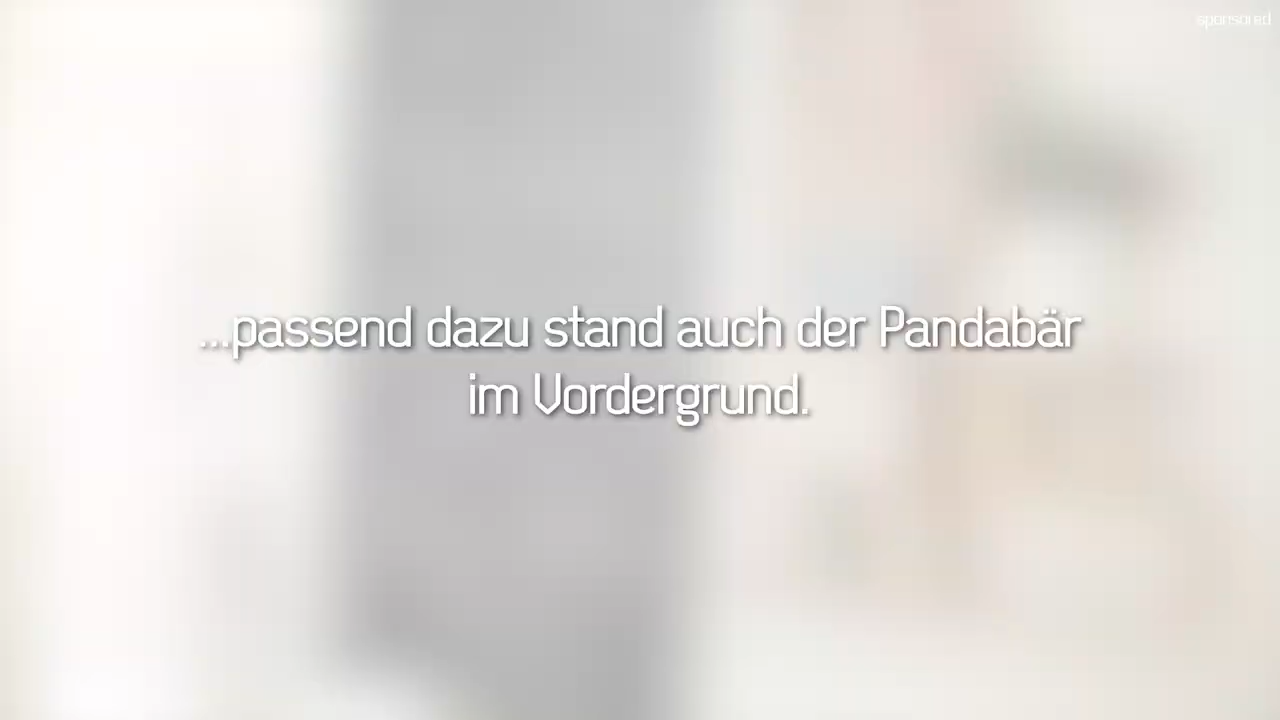 sponsored
...passend dazu stand auch der Pandabär
im Vordergrund.